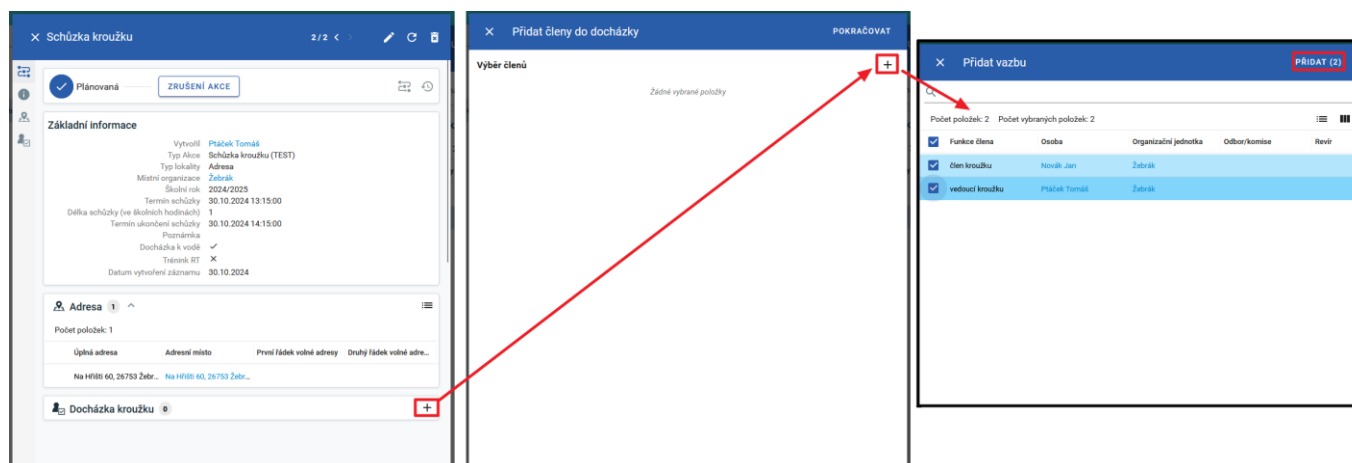 Schůzka kroužku
2/2
Plánovaná
ZRUŠENÍ AKCE
Základní informace
Vytvořil Ptáček Tomáš
Typ Akce Schůzka kroužku (TEST)
Typ lokality Adresa
Místní organizace Žebrák
Školní rok 2024/2025
Termín schůzky 30.10.2024 13:15:00
Délka schůzky (ve školních hodinách) 1
Termín ukončení schůzky 30.10.2024 14:15:00
Poznámka
Docházka k vodě
Trénink RT
Datum vytvoření záznamu 30.10.2024
Adresa 1
Počet položek: 1
Úplná adresa Adresní místo První řádek volné adresy Druhý řádek volné adre...
Na Hřišti 60, 26753 Žebr... Na Hřišti 60, 26753 Žebr...
Docházka kroužku 0
Přidat členy do docházky
POKRAČOVAT
Výběr členů
Žádné vybrané položky
Přidat vazbu
PŘIDAT (2)
Počet položek: 2 Počet vybraných položek: 2
Funkce člena Osoba Organizační jednotka Odbor/komise Revír
člen kroužku Novák Jan Žebrák
vedoucí kroužku Ptáček Tomáš Žebrák